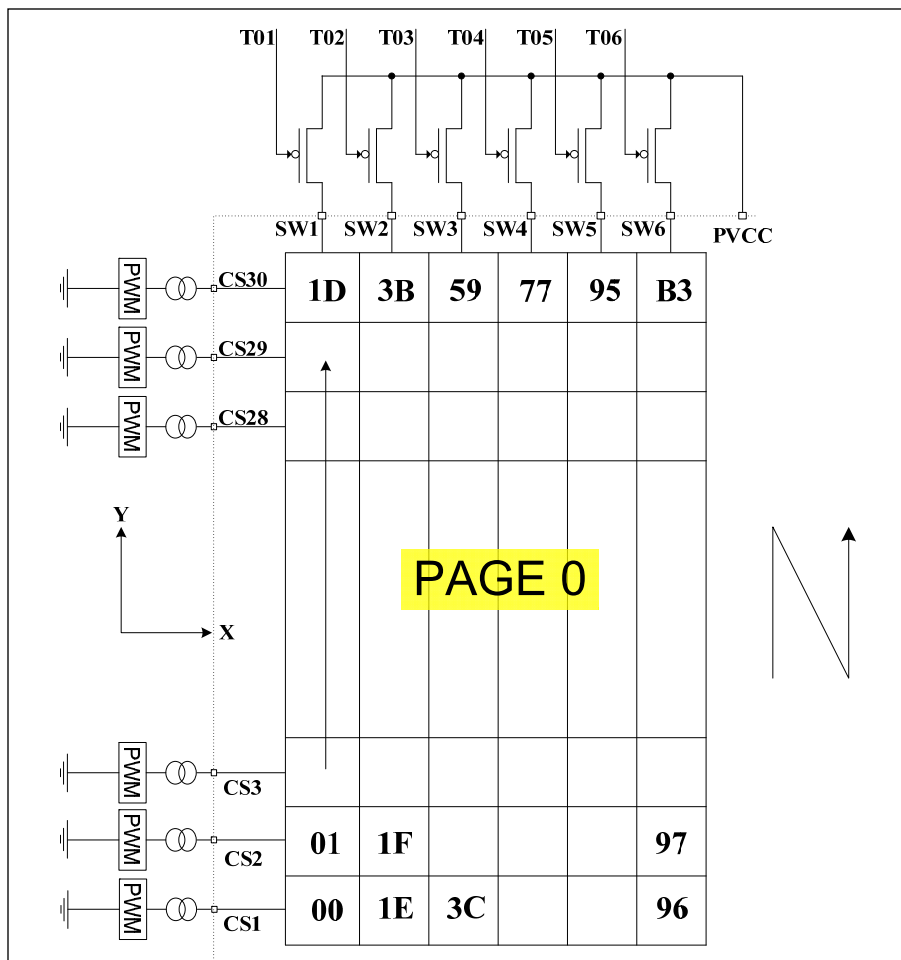 T01 T02 T03 T04 T05 T06
SW1 SW2 SW3 SW4 SW5 SW6 PVCC
PWM CS30 1D 3B 59 77 95 B3
PWM CS29
PWM CS28
Y
PAGE 0
X
PWM CS3
PWM CS2 01 1F 97
PWM CS1 00 1E 3C 96